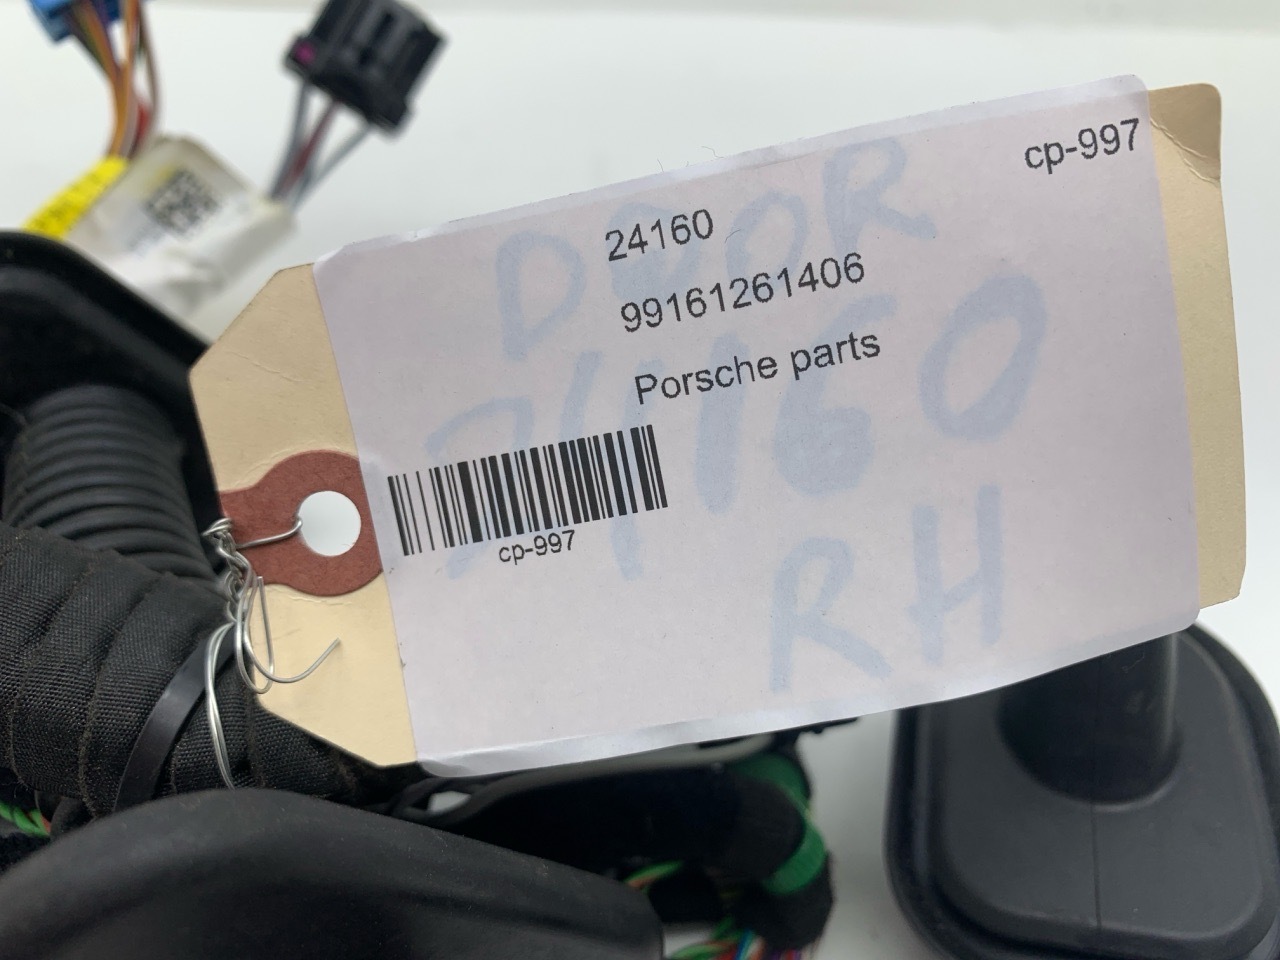 cp-997
24160
99161261406
Porsche parts
cp-997
DOOR
24160
RH